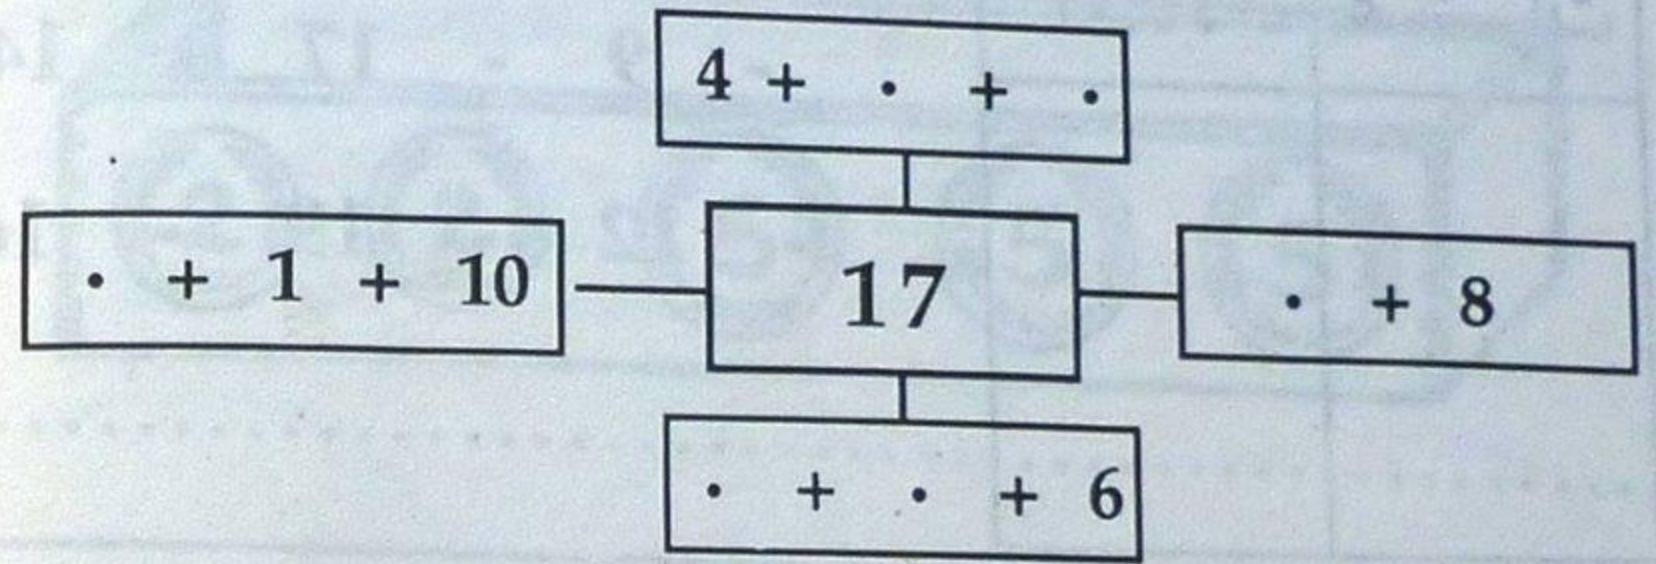 4 + . + .
. + 1 + 10
17
. + 8
. + . + 6